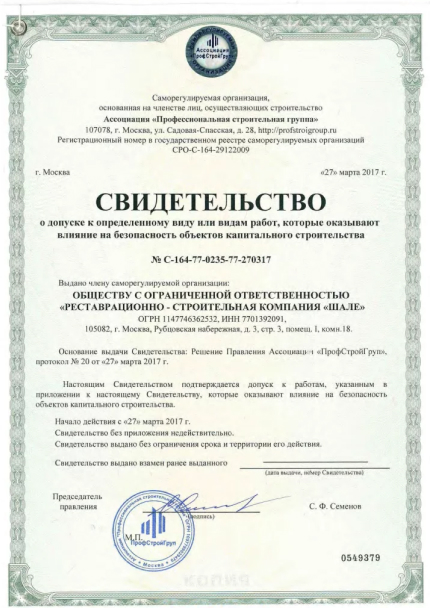 Ассоциация
ПрофСтройГруп
Саморегулируемая организация,
основанная на членстве лиц, осуществляющих строительство
Ассоциация «Профессиональная строительная группа»
107078, г. Москва, ул. Садовая-Спасская, д. 28, http://profstroigroup.ru
Регистрационный номер в государственном реестре саморегулируемых организаций
СРО-С-164-29122009
г. Москва «27» марта 2017 г.
СВИДЕТЕЛЬСТВО
о допуске к определенному виду или видам работ, которые оказывают
влияние на безопасность объектов капитального строительства
№ С-164-77-0235-77-270317
Выдано члену саморегулируемой организации:
ОБЩЕСТВУ С ОГРАНИЧЕННОЙ ОТВЕТСТВЕННОСТЬЮ
«РЕСТАВРАЦИОННО - СТРОИТЕЛЬНАЯ КОМПАНИЯ «ШАЛЕ»
ОГРН 1147746362532, ИНН 7701392091,
105082, г. Москва, Рубцовская набережная, д. 3, стр. 3, помещ. I, комн.18.
Основание выдачи Свидетельства: Решение Правления Ассоциации «ПрофСтройГруп»,
протокол № 20 от «27» марта 2017 г.
Настоящим Свидетельством подтверждается допуск к работам, указанным в
приложении к настоящему Свидетельству, которые оказывают влияние на безопасность
объектов капитального строительства.
Начало действия с «27» марта 2017 г.
Свидетельство без приложения недействительно.
Свидетельство выдано без ограничения срока и территории его действия.
Свидетельство выдано взамен ранее выданного
(дата выдачи, номер Свидетельства)
Председатель
правления
(подпись)
С. Ф. Семенов
М.П.
ПрофСтройГруп
• Москва •
0549379
КОПИЯ